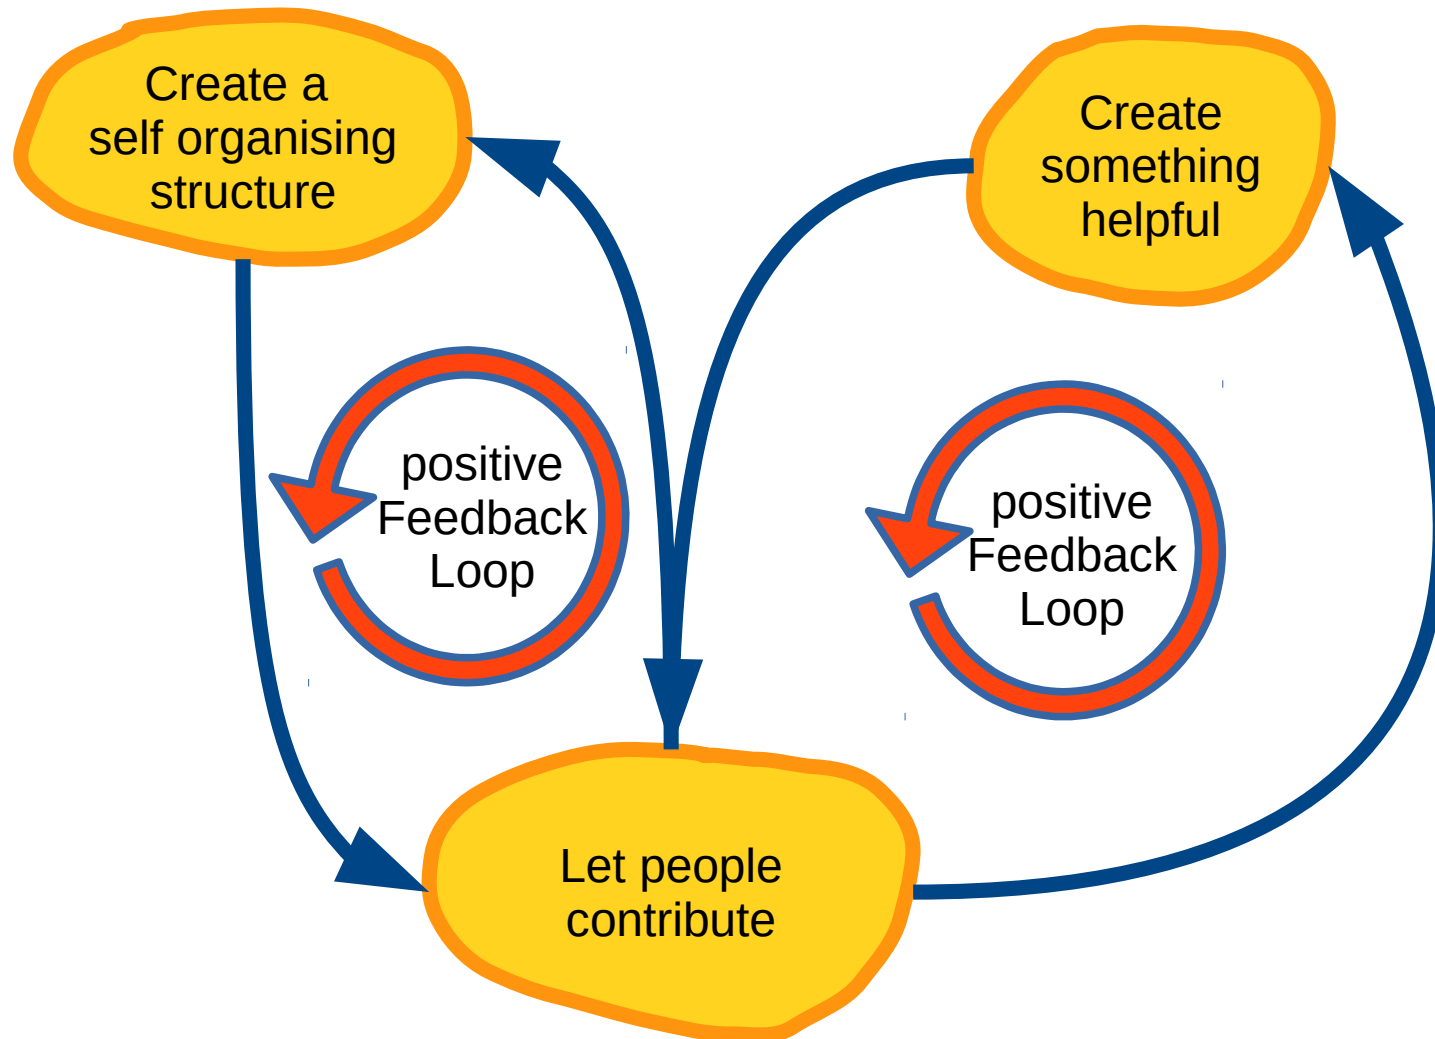 Create a
self organising
structure
Create
something
helpful
positive
Feedback
Loop
positive
Feedback
Loop
Let people
contribute